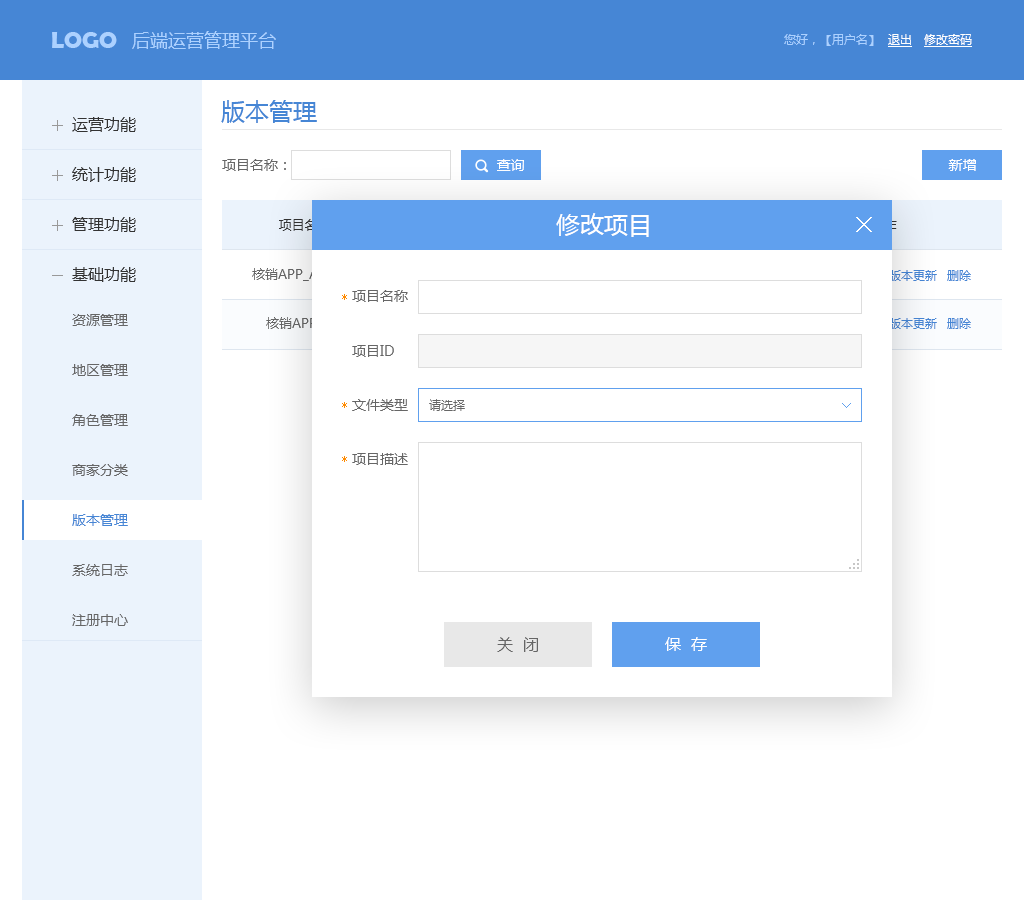 LOGO 后端运营管理平台
您好，【用户名】 退出 修改密码
运营功能
统计功能
管理功能
基础功能
资源管理
地区管理
角色管理
商家分类
版本管理
系统日志
注册中心
版本管理
项目名称：
查询
新增
项目名
核销APP_
版本更新 删除
核销APP
版本更新 删除
修改项目
* 项目名称
项目ID
* 文件类型 请选择
* 项目描述
关 闭 保 存